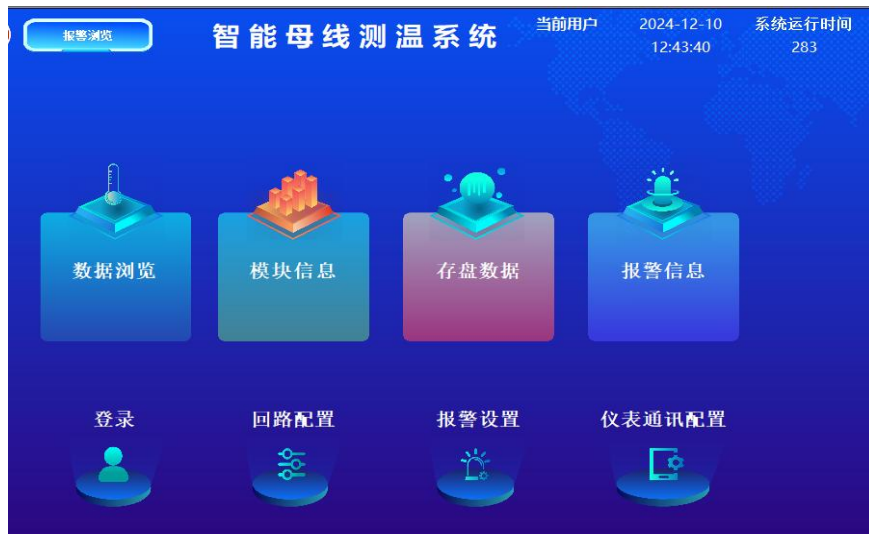 报警浏览
智能母线测温系统
当前用户
2024-12-10
12:43:40
系统运行时间
283
数据浏览
模块信息
存盘数据
报警信息
登录
回路配置
报警设置
仪表通讯配置